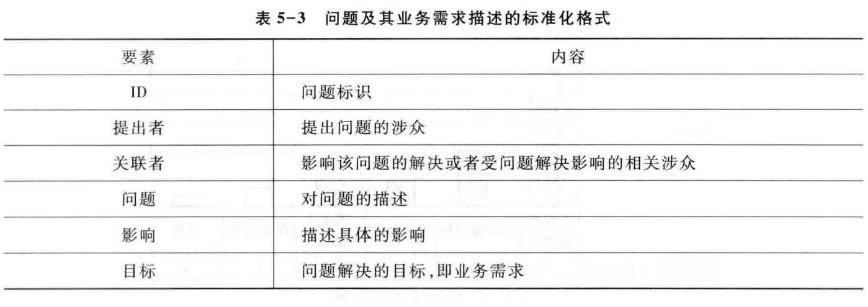 表 5-3 问题及其业务需求描述的标准化格式
要素 内容
ID 问题标识
提出者 提出问题的涉众
关联者 影响该问题的解决或者受问题解决影响的相关涉众
问题 对问题的描述
影响 描述具体的影响
目标 问题解决的目标,即业务需求